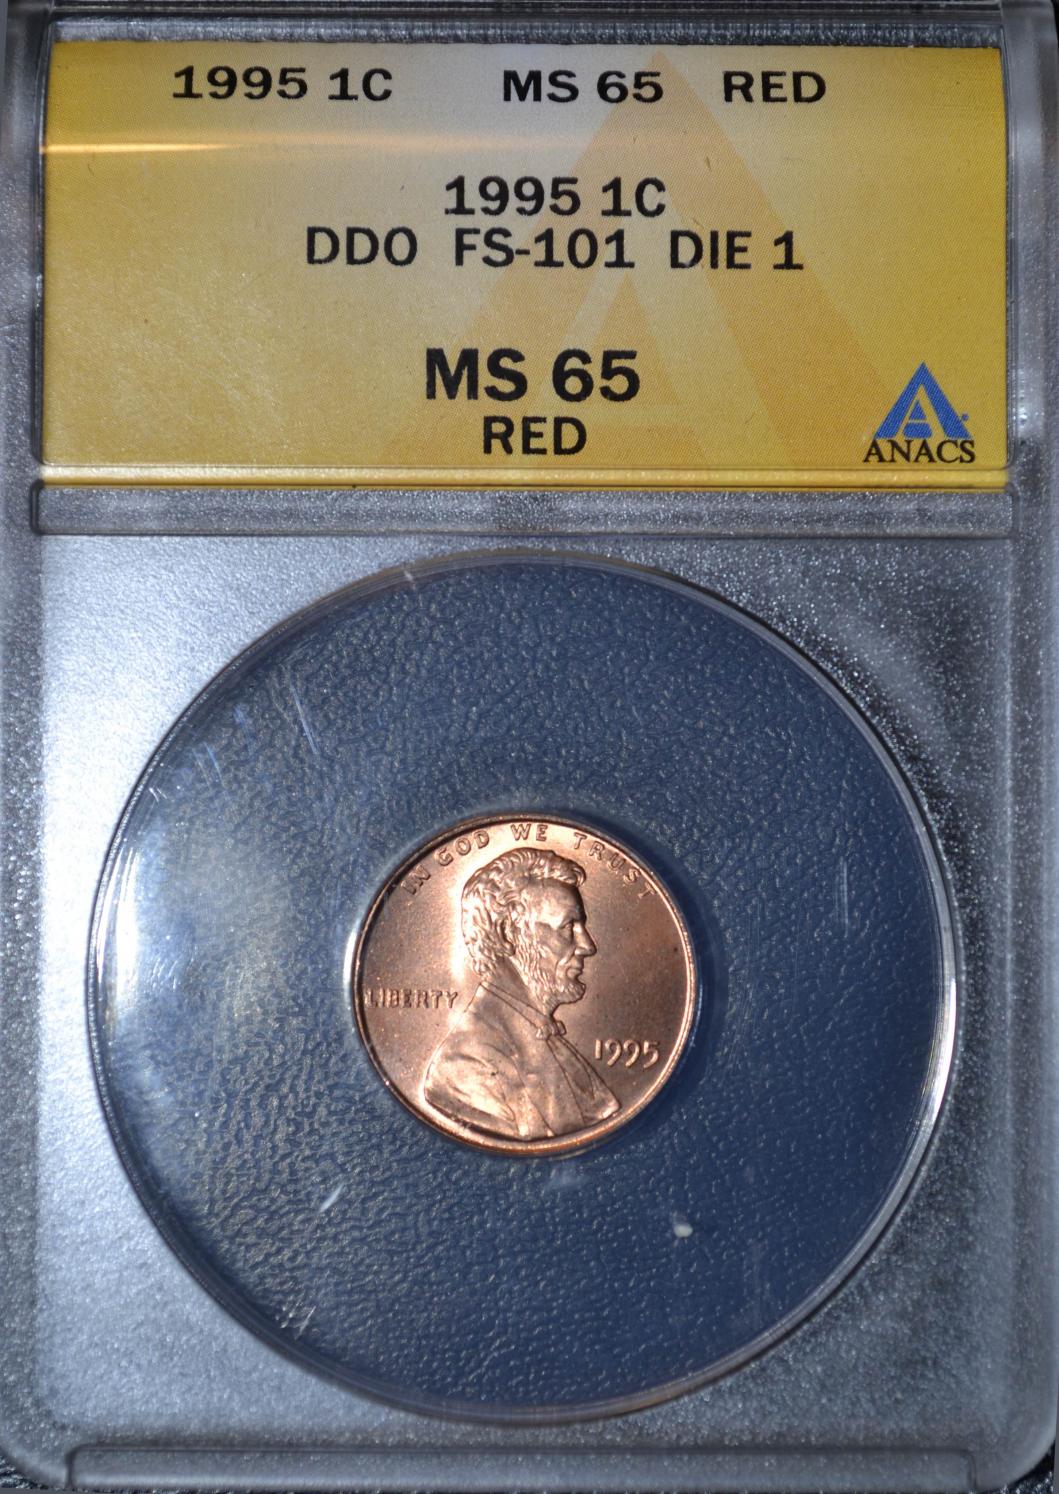 1995 1C MS 65 RED
1995 1C
DDO FS-101 DIE 1
MS 65
RED
ANACS
IN GOD WE TRUST
LIBERTY
1995